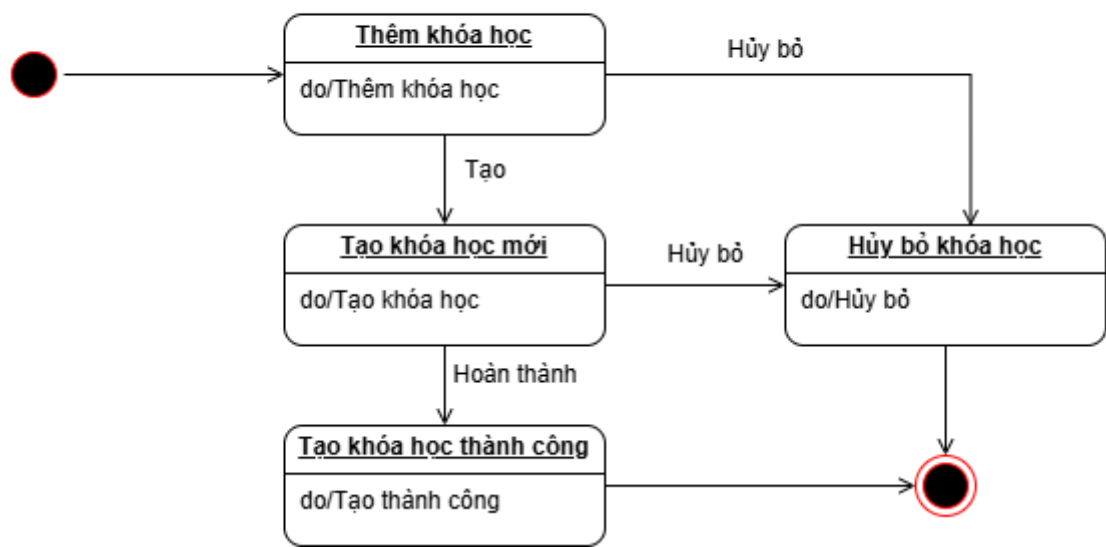 Thêm khóa học
do/Thêm khóa học
Hủy bỏ
Tạo
Tạo khóa học mới
do/Tạo khóa học
Hủy bỏ
Hủy bỏ khóa học
do/Hủy bỏ
Hoàn thành
Tạo khóa học thành công
do/Tạo thành công